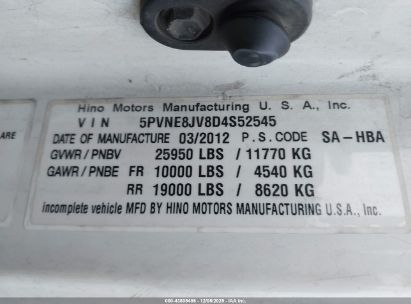 Hino Motors Manufacturing U. S. A., Inc.
VIN 5PVNE8JV8D4S52545
DATE OF MANUFACTURE 03/2012 P.S.CODE SA-HBA
GVWR / PNBV 25950 LBS / 11770 KG
GAWR / PNBE FR 10000 LBS / 4540 KG
RR 19000 LBS / 8620 KG
incomplete vehicle MFD BY HINO MOTORS MANUFACTURING U.S.A., Inc.
ARE